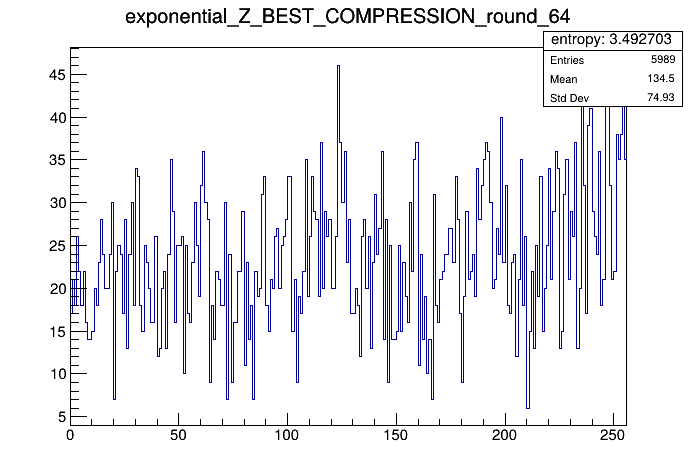 exponential_Z_BEST_COMPRESSION_round_64
entropy: 3.492703
Entries 5989
Mean 134.5
Std Dev 74.93
45
40
35
30
25
20
15
10
5
0 50 100 150 200 250